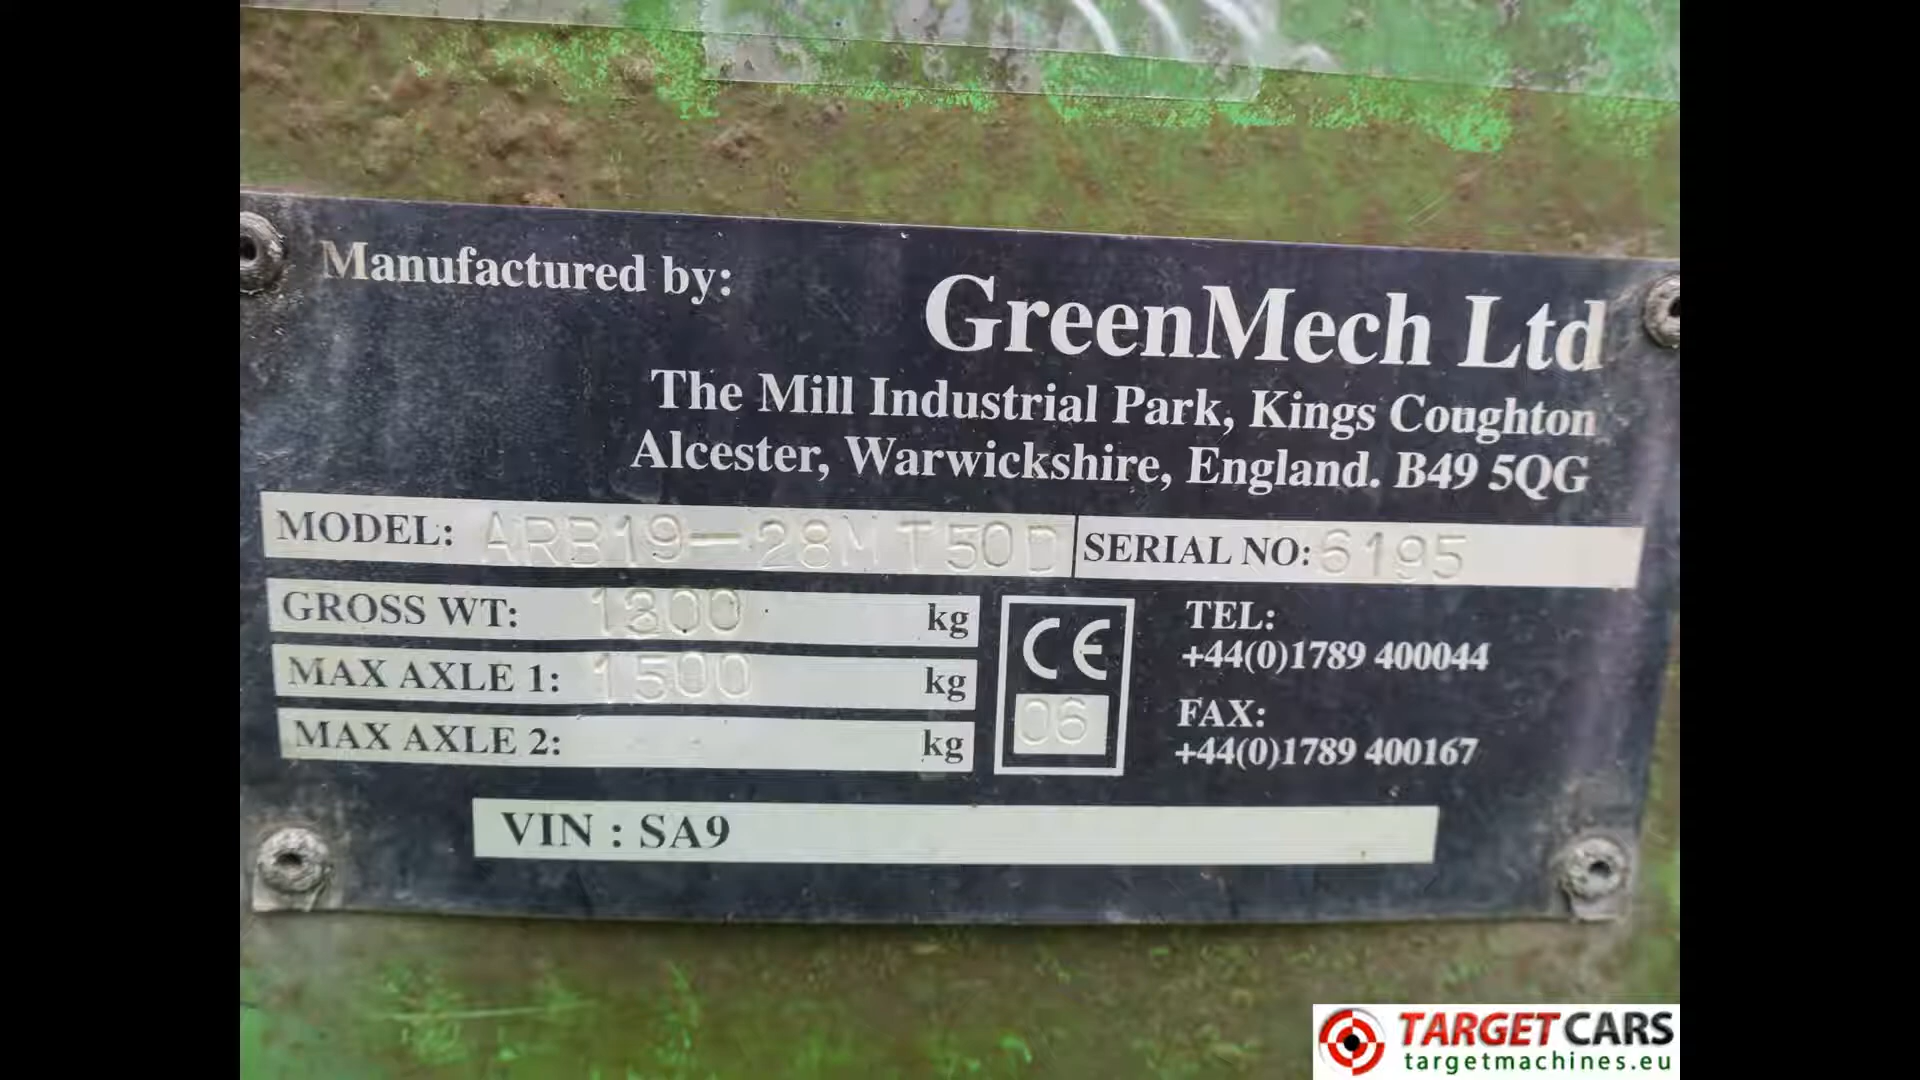 Manufactured by:
GreenMech Ltd
The Mill Industrial Park, Kings Coughton
Alcester, Warwickshire, England. B49 5QG
MODEL: ARB19-28MT50D SERIAL NO: 6195
GROSS WT: 1300 kg
MAX AXLE 1: 1500 kg
MAX AXLE 2: kg
CE
06
TEL:
+44(0)1789 400044
FAX:
+44(0)1789 400167
VIN : SA9
TARGET CARS
targetmachines.eu